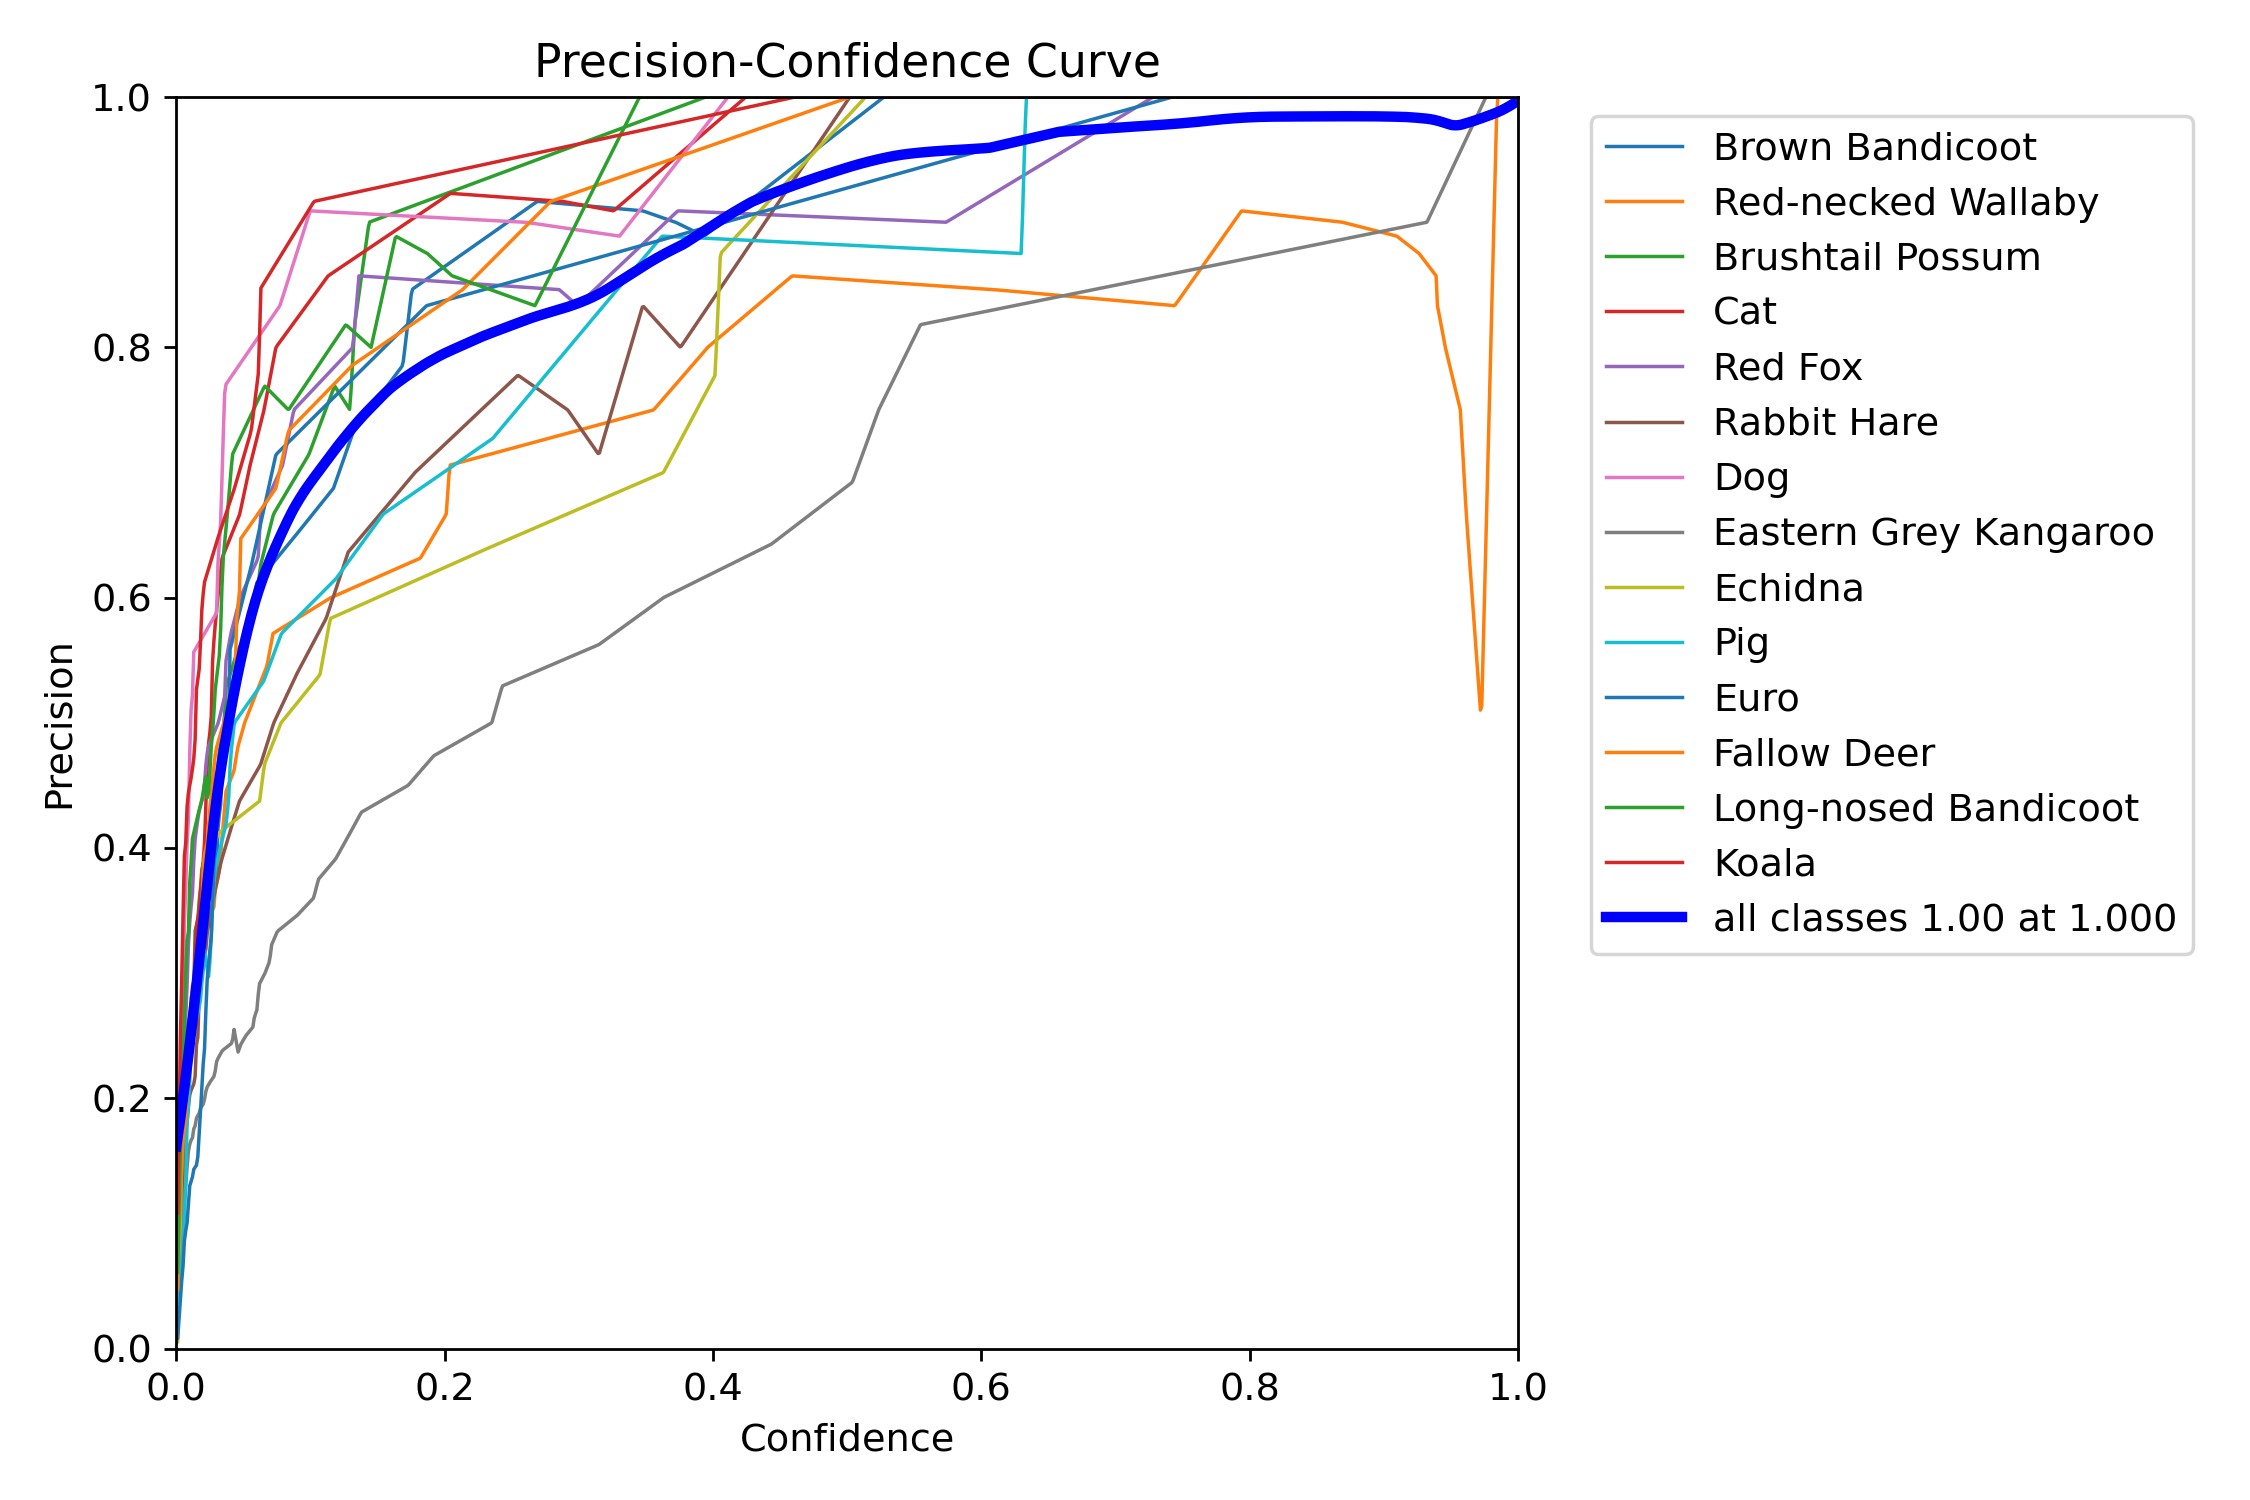 Precision-Confidence Curve
1.0
0.8
0.6
0.4
0.2
0.0
Precision
0.0 0.2 0.4 0.6 0.8 1.0
Confidence
Brown Bandicoot
Red-necked Wallaby
Brushtail Possum
Cat
Red Fox
Rabbit Hare
Dog
Eastern Grey Kangaroo
Echidna
Pig
Euro
Fallow Deer
Long-nosed Bandicoot
Koala
all classes 1.00 at 1.000